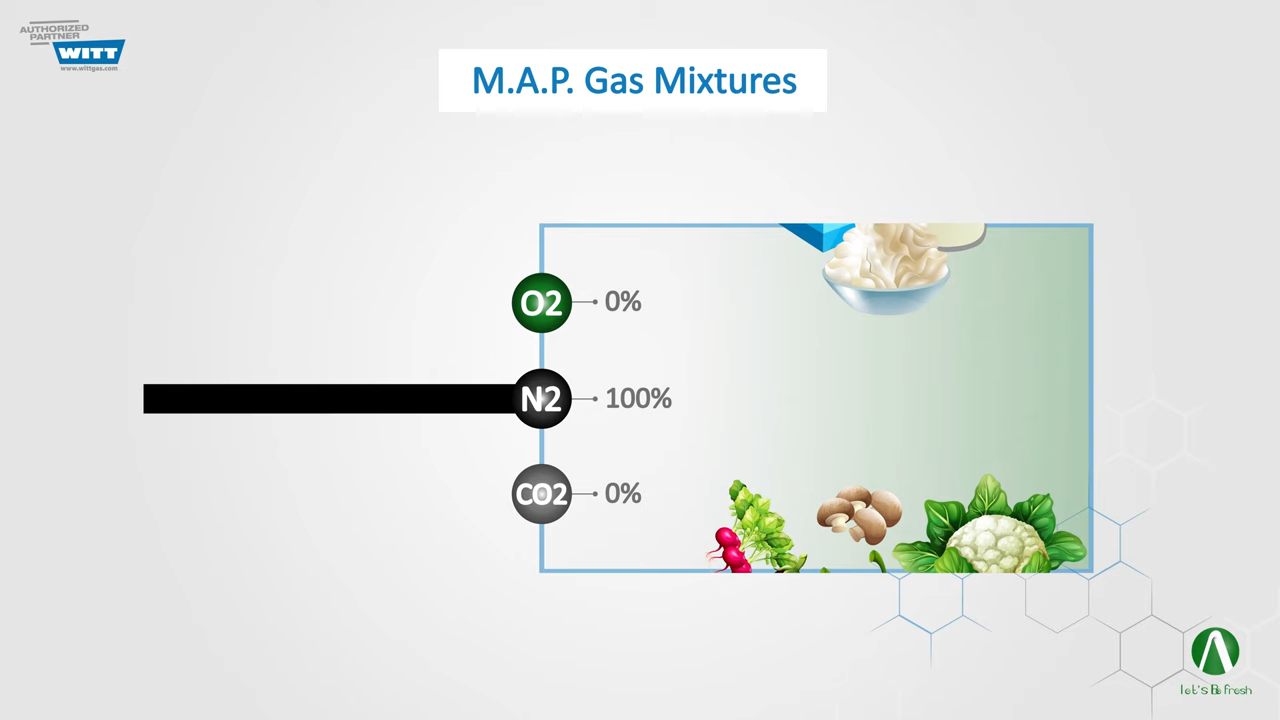 AUTHORIZED
PARTNER
WITT
www.wittgas.com
M.A.P. Gas Mixtures
O2 0%
N2 100%
CO2 0%
let's Be fresh